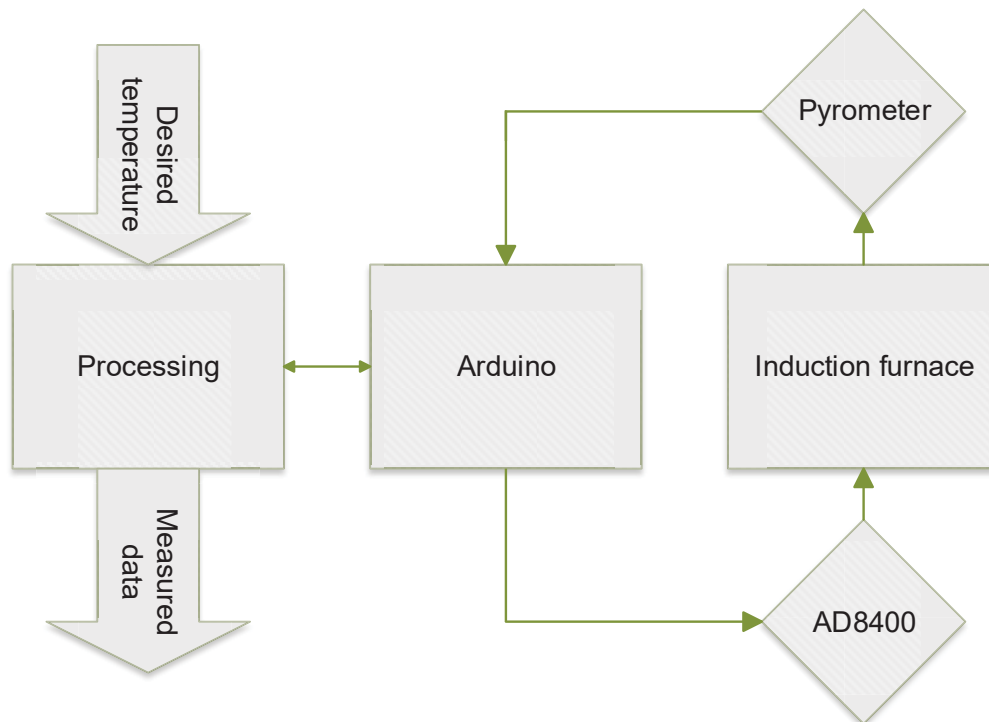 Desired
temperature
Pyrometer
Processing
Arduino
Induction furnace
Measured
data
AD8400